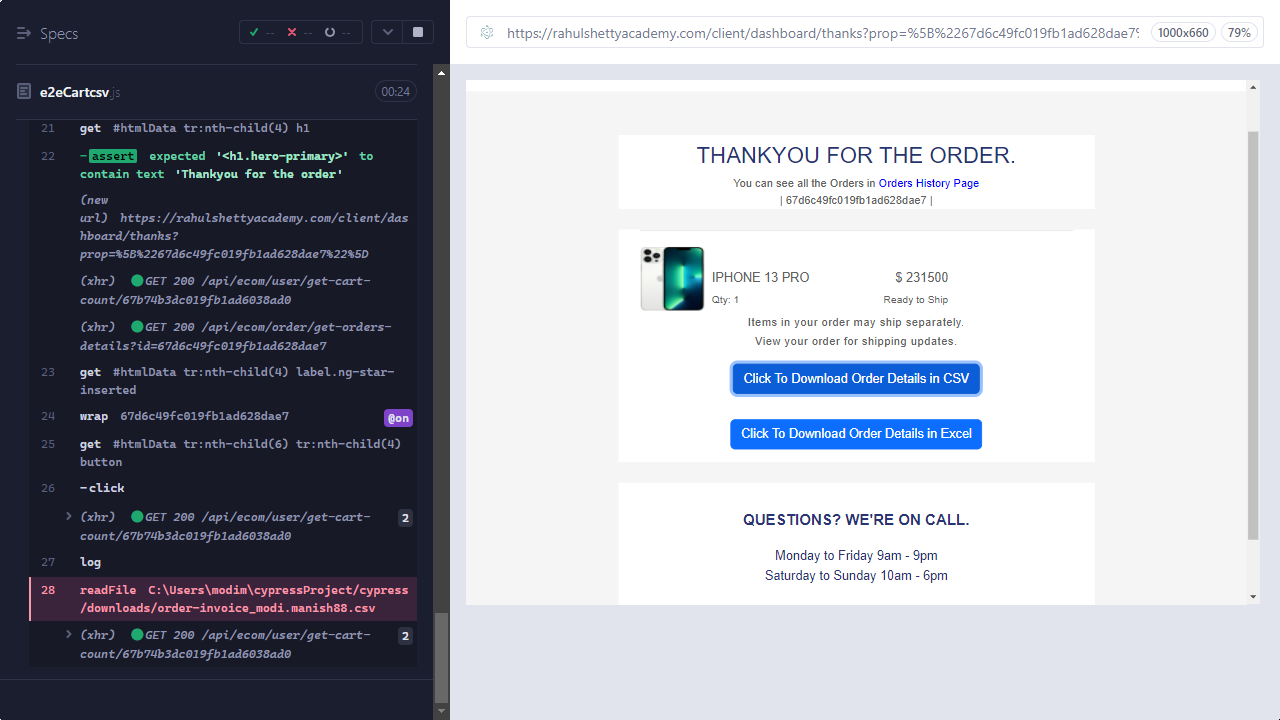 Specs
-- -- --
e2eCartcsv.js
00:24
21 get #htmlData tr:nth-child(4) h1
22 -assert expected '<h1.hero-primary>' to
contain text 'Thankyou for the order'
(new
url) https://rahulshettyacademy.com/client/das
hboard/thanks?
prop=%5B%2267d6c49fc019fb1ad628dae7%22%5D
(xhr) GET 200 /api/ecom/user/get-cart-
count/67b74b3dc019fb1ad6038ad0
(xhr) GET 200 /api/ecom/order/get-orders-
details?id=67d6c49fc019fb1ad628dae7
23 get #htmlData tr:nth-child(4) label.ng-star-
inserted
24 wrap 67d6c49fc019fb1ad628dae7 @on
25 get #htmlData tr:nth-child(6) tr:nth-child(4)
button
26 -click
(xhr) GET 200 /api/ecom/user/get-cart- 2
count/67b74b3dc019fb1ad6038ad0
27 log
28 readFile C:\Users\modim\cypressProject/cypress
/downloads/order-invoice_modi.manish88.csv
(xhr) GET 200 /api/ecom/user/get-cart- 2
count/67b74b3dc019fb1ad6038ad0
https://rahulshettyacademy.com/client/dashboard/thanks?prop=%5B%2267d6c49fc019fb1ad628dae7%
1000x660
79%
THANKYOU FOR THE ORDER.
You can see all the Orders in Orders History Page
| 67d6c49fc019fb1ad628dae7 |
IPHONE 13 PRO $ 231500
Qty: 1 Ready to Ship
Items in your order may ship separately.
View your order for shipping updates.
Click To Download Order Details in CSV
Click To Download Order Details in Excel
QUESTIONS? WE'RE ON CALL.
Monday to Friday 9am - 9pm
Saturday to Sunday 10am - 6pm